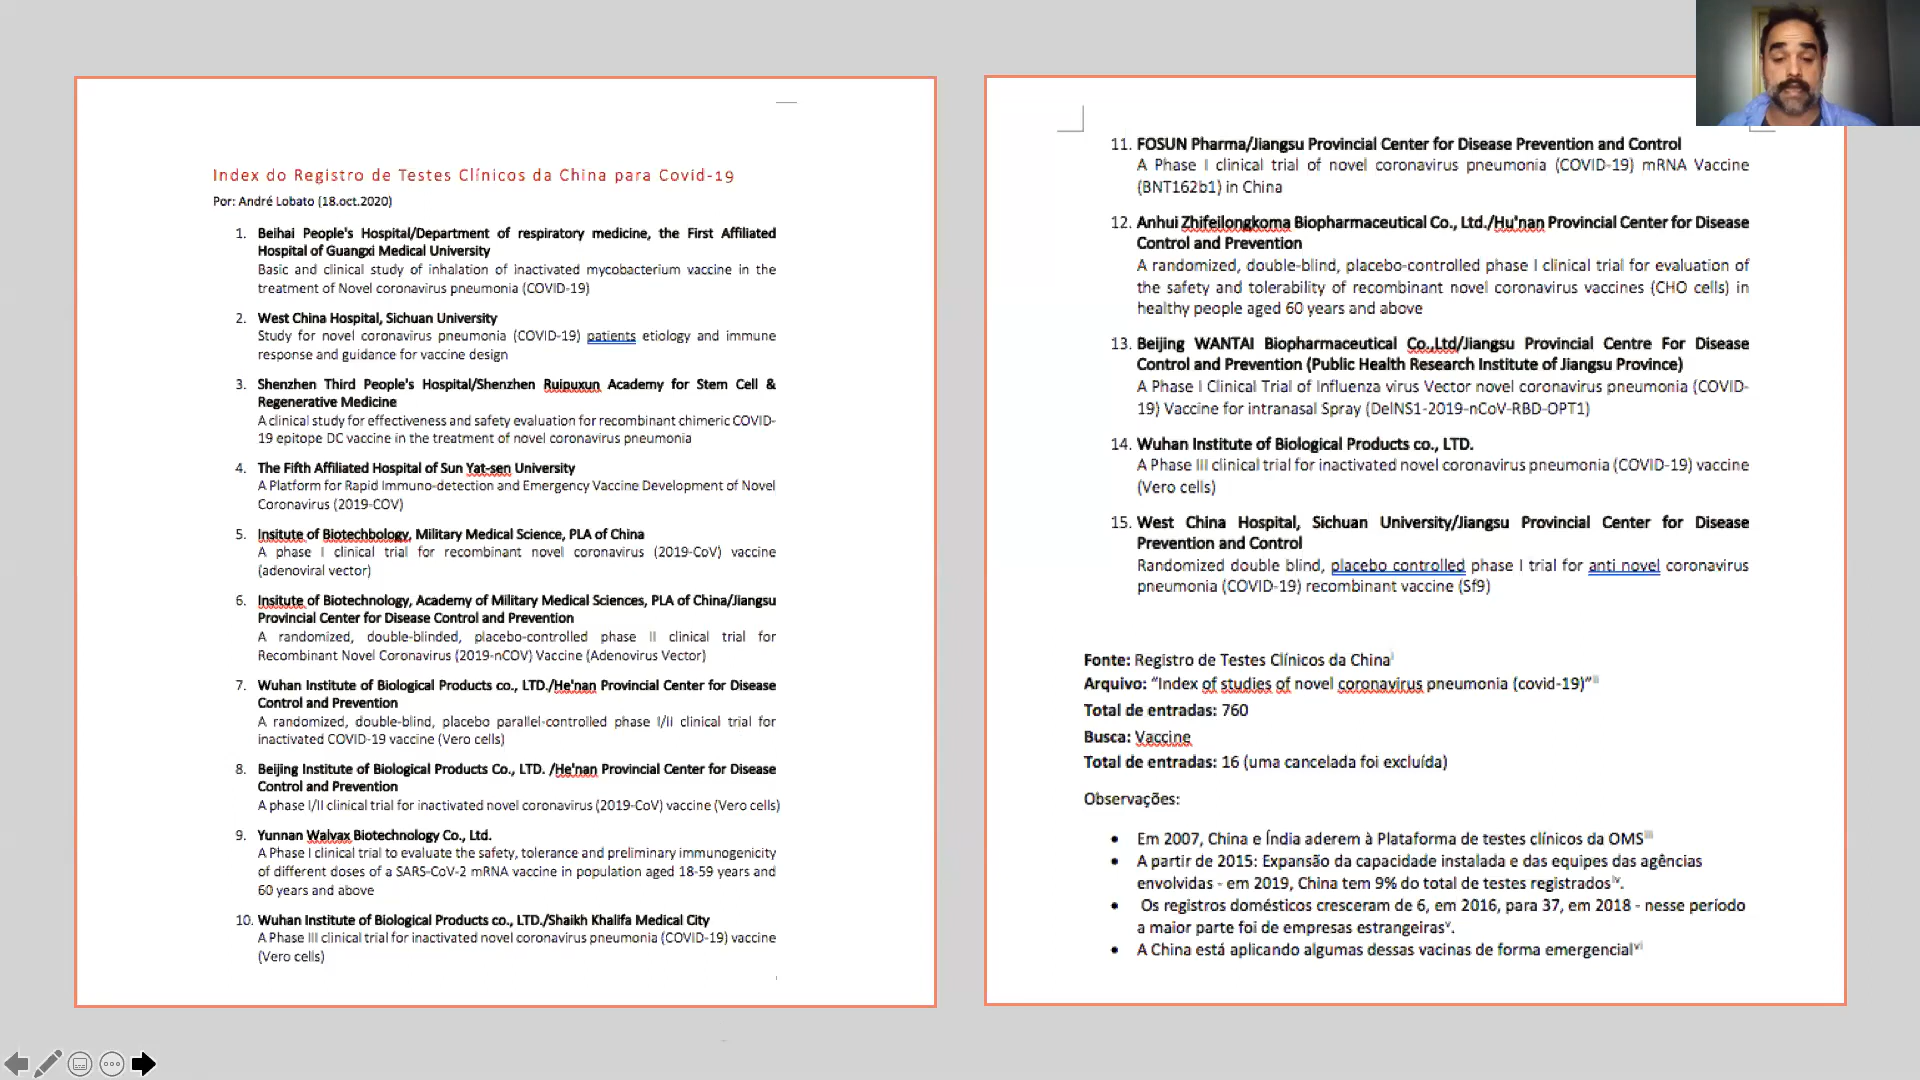 Index do Registro de Testes Clínicos da China para Covid-19
Por: André Lobato (18.oct.2020)
1. Beihai People's Hospital/Department of respiratory medicine, the First Affiliated
Hospital of Guangxi Medical University
Basic and clinical study of inhalation of inactivated mycobacterium vaccine in the
treatment of Novel coronavirus pneumonia (COVID-19)
2. West China Hospital, Sichuan University
Study for novel coronavirus pneumonia (COVID-19) patients etiology and immune
response and guidance for vaccine design
3. Shenzhen Third People's Hospital/Shenzhen Ruipuxun Academy for Stem Cell &
Regenerative Medicine
A clinical study for effectiveness and safety evaluation for recombinant chimeric COVID-
19 epitope DC vaccine in the treatment of novel coronavirus pneumonia
4. The Fifth Affiliated Hospital of Sun Yat-sen University
A Platform for Rapid Immuno-detection and Emergency Vaccine Development of Novel
Coronavirus (2019-COV)
5. Insitute of Biotechbology, Military Medical Science, PLA of China
A phase I clinical trial for recombinant novel coronavirus (2019-CoV) vaccine
(adenoviral vector)
6. Insitute of Biotechnology, Academy of Military Medical Sciences, PLA of China/Jiangsu
Provincial Center for Disease Control and Prevention
A randomized, double-blinded, placebo-controlled phase II clinical trial for
Recombinant Novel Coronavirus (2019-nCOV) Vaccine (Adenovirus Vector)
7. Wuhan Institute of Biological Products co., LTD./He'nan Provincial Center for Disease
Control and Prevention
A randomized, double-blind, placebo parallel-controlled phase I/II clinical trial for
inactivated COVID-19 vaccine (Vero cells)
8. Beijing Institute of Biological Products Co., LTD. /He'nan Provincial Center for Disease
Control and Prevention
A phase I/II clinical trial for inactivated novel coronavirus (2019-CoV) vaccine (Vero cells)
9. Yunnan Walvax Biotechnology Co., Ltd.
A Phase I clinical trial to evaluate the safety, tolerance and preliminary immunogenicity
of different doses of a SARS-CoV-2 mRNA vaccine in population aged 18-59 years and
60 years and above
10. Wuhan Institute of Biological Products co., LTD./Shaikh Khalifa Medical City
A Phase III clinical trial for inactivated novel coronavirus pneumonia (COVID-19) vaccine
(Vero cells)
11. FOSUN Pharma/Jiangsu Provincial Center for Disease Prevention and Control
A Phase I clinical trial of novel coronavirus pneumonia (COVID-19) mRNA Vaccine
(BNT162b1) in China
12. Anhui Zhifeilongkoma Biopharmaceutical Co., Ltd./Hu'nan Provincial Center for Disease
Control and Prevention
A randomized, double-blind, placebo-controlled phase I clinical trial for evaluation of
the safety and tolerability of recombinant novel coronavirus vaccines (CHO cells) in
healthy people aged 60 years and above
13. Beijing WANTAI Biopharmaceutical Co.,Ltd/Jiangsu Provincial Centre For Disease
Control and Prevention (Public Health Research Institute of Jiangsu Province)
A Phase I Clinical Trial of Influenza virus Vector novel coronavirus pneumonia (COVID-
19) Vaccine for intranasal Spray (DelNS1-2019-nCoV-RBD-OPT1)
14. Wuhan Institute of Biological Products co., LTD.
A Phase III clinical trial for inactivated novel coronavirus pneumonia (COVID-19) vaccine
(Vero cells)
15. West China Hospital, Sichuan University/Jiangsu Provincial Center for Disease
Prevention and Control
Randomized double blind, placebo controlled phase I trial for anti novel coronavirus
pneumonia (COVID-19) recombinant vaccine (Sf9)
Fonte: Registro de Testes Clínicos da China i
Arquivo: “Index of studies of novel coronavirus pneumonia (covid-19)” ii
Total de entradas: 760
Busca: Vaccine
Total de entradas: 16 (uma cancelada foi excluída)
Observações:
• Em 2007, China e Índia aderem à Plataforma de testes clínicos da OMS iii
• A partir de 2015: Expansão da capacidade instalada e das equipes das agências
envolvidas - em 2019, China tem 9% do total de testes registrados iv.
• Os registros domésticos cresceram de 6, em 2016, para 37, em 2018 - nesse período
a maior parte foi de empresas estrangeiras v.
• A China está aplicando algumas dessas vacinas de forma emergencial vi